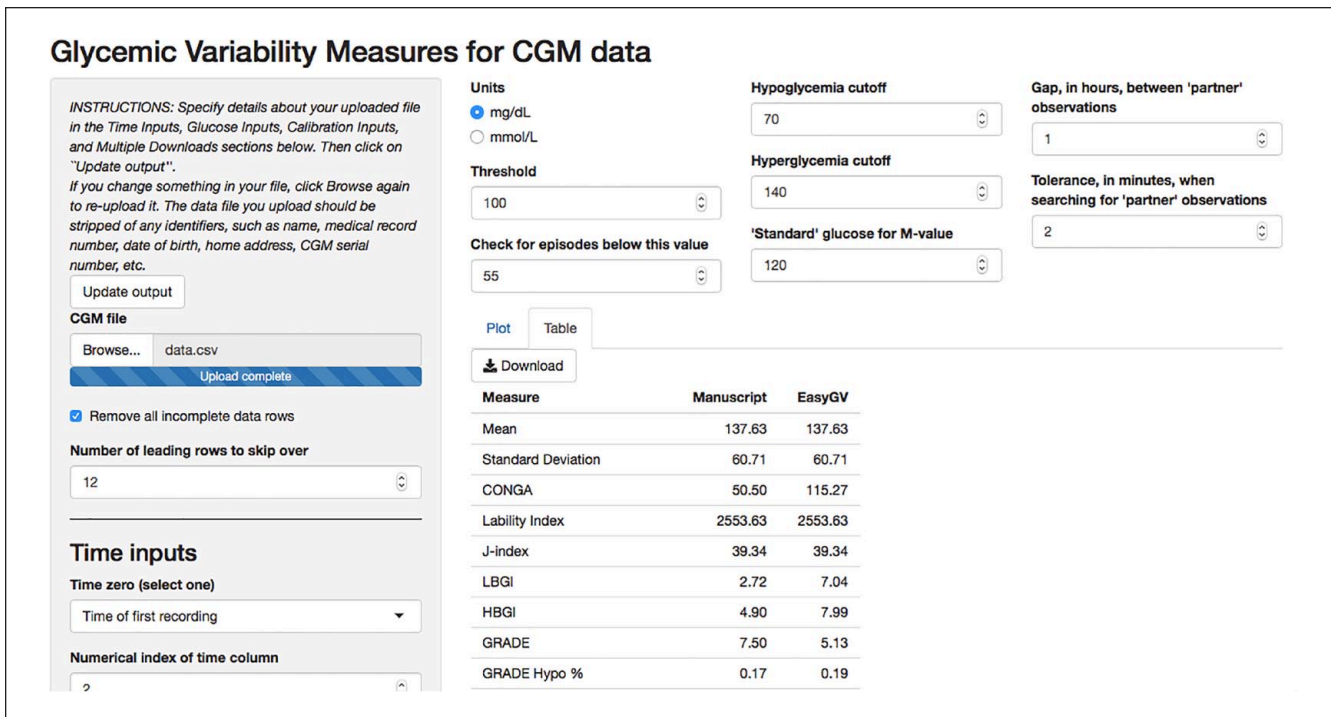 Glycemic Variability Measures for CGM data
INSTRUCTIONS: Specify details about your uploaded file
in the Time Inputs, Glucose Inputs, Calibration Inputs,
and Multiple Downloads sections below. Then click on
``Update output''.
If you change something in your file, click Browse again
to re-upload it. The data file you upload should be
stripped of any identifiers, such as name, medical record
number, date of birth, home address, CGM serial
number, etc.
Update output
CGM file
Browse... data.csv
Upload complete
Remove all incomplete data rows
Number of leading rows to skip over
12
Time inputs
Time zero (select one)
Time of first recording
Numerical index of time column
2
Units
mg/dL
mmol/L
Threshold
100
Check for episodes below this value
55
Hypoglycemia cutoff
70
Hyperglycemia cutoff
140
'Standard' glucose for M-value
120
Gap, in hours, between 'partner'
observations
1
Tolerance, in minutes, when
searching for 'partner' observations
2
Plot Table
Download
Measure Manuscript EasyGV
Mean 137.63 137.63
Standard Deviation 60.71 60.71
CONGA 50.50 115.27
Lability Index 2553.63 2553.63
J-index 39.34 39.34
LBGI 2.72 7.04
HBGI 4.90 7.99
GRADE 7.50 5.13
GRADE Hypo % 0.17 0.19